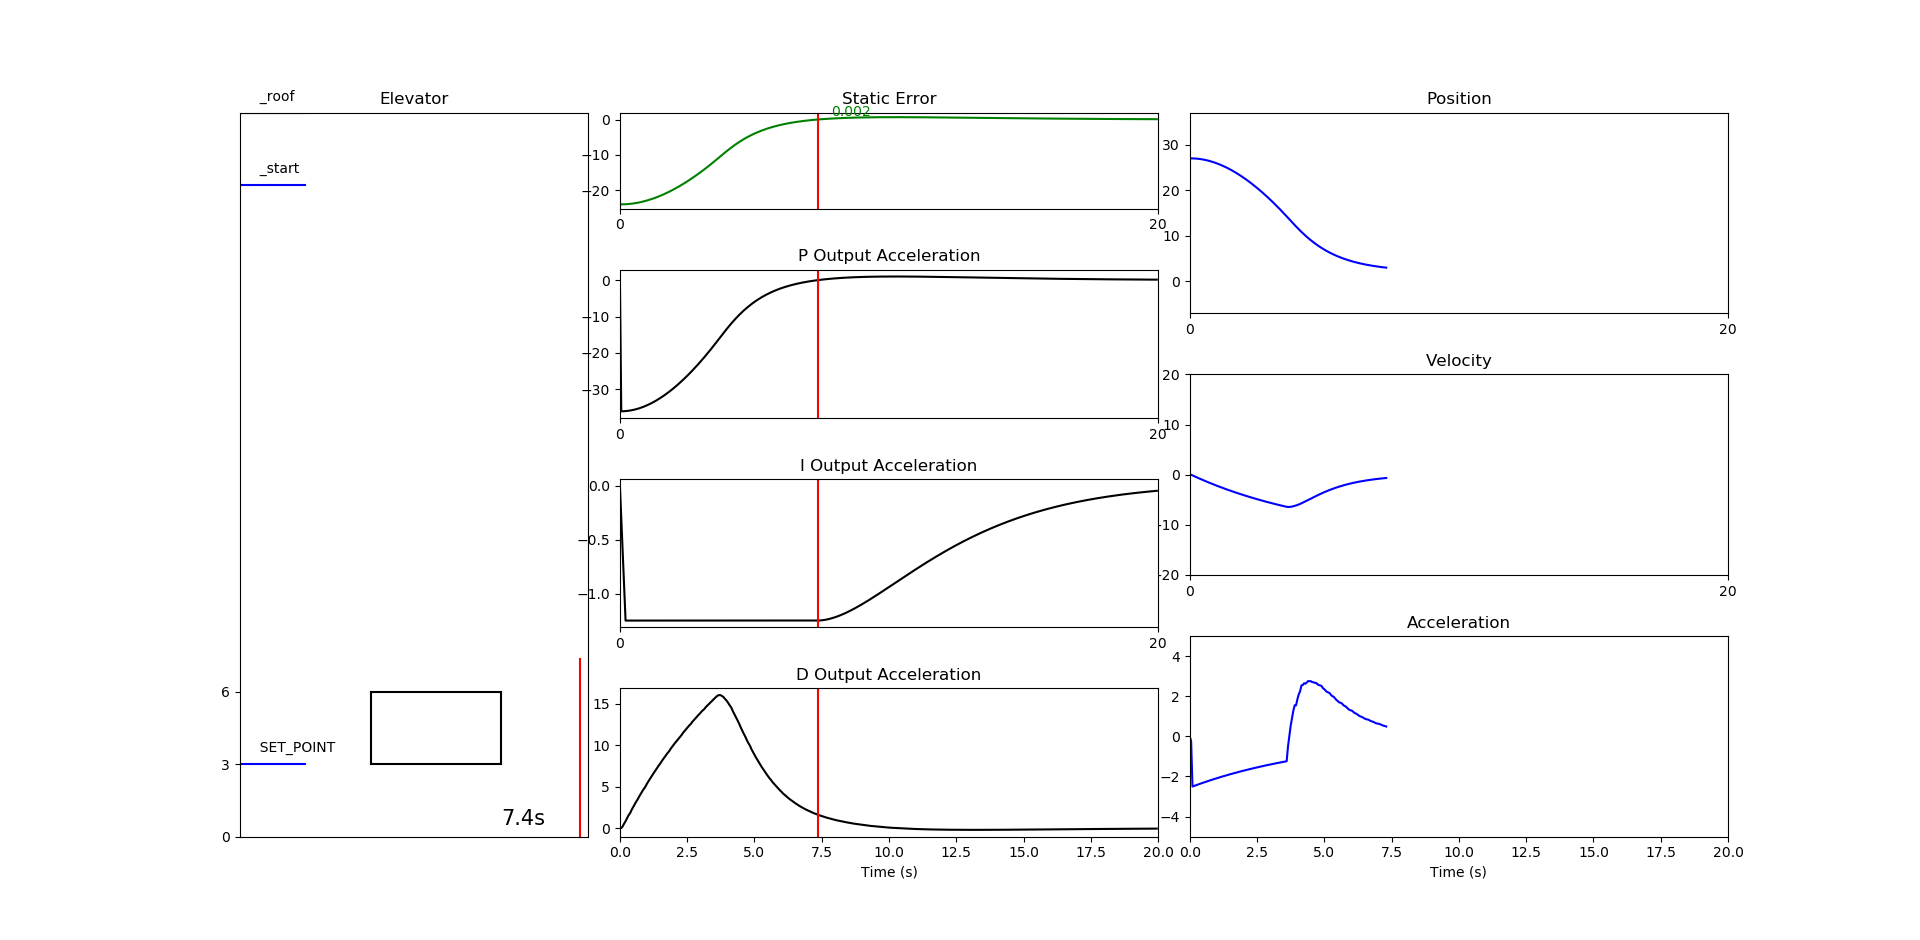 _roof
Elevator
_start
6
SET_POINT
3
7.4s
0
Static Error
0.002
0
−10
−20
0
20
P Output Acceleration
0
−10
−20
−30
0
20
I Output Acceleration
0.0
−0.5
−1.0
0
20
D Output Acceleration
15
10
5
0
0.0 2.5 5.0 7.5 10.0 12.5 15.0 17.5 20.0
Time (s)
Position
30
20
10
0
0
20
Velocity
20
10
0
-10
-20
0
20
Acceleration
4
2
0
−2
−4
0.0 2.5 5.0 7.5 10.0 12.5 15.0 17.5 20.0
Time (s)